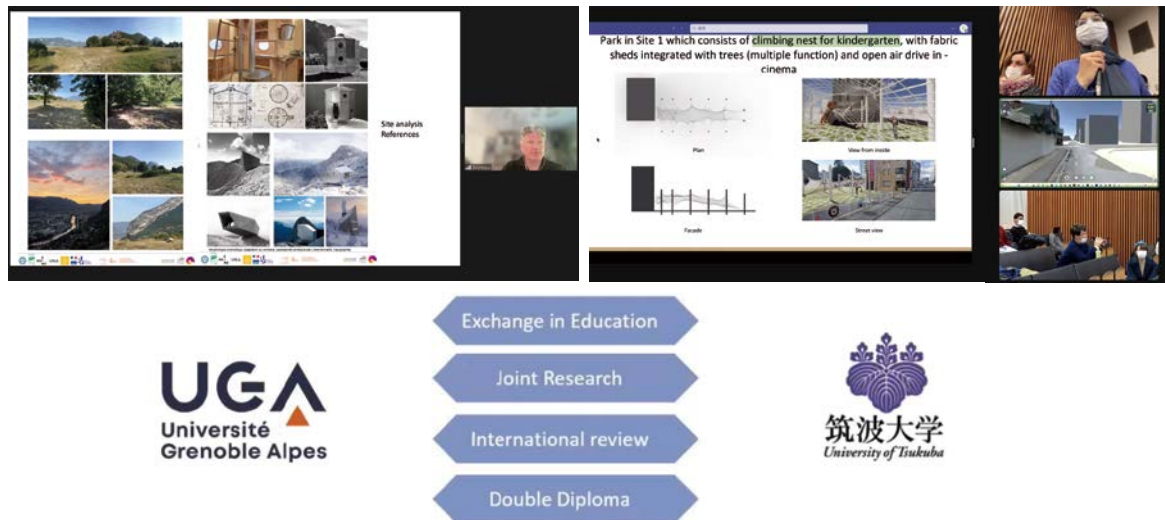 Site analysis
References
Park in Site 1 which consists of climbing nest for kindergarten, with fabric
sheds integrated with trees (multiple function) and open air drive in -
cinema
Plan
View from inside
Facade
Street view
UGA
Université
Grenoble Alpes
Exchange in Education
Joint Research
International review
Double Diploma
筑波大学
University of Tsukuba